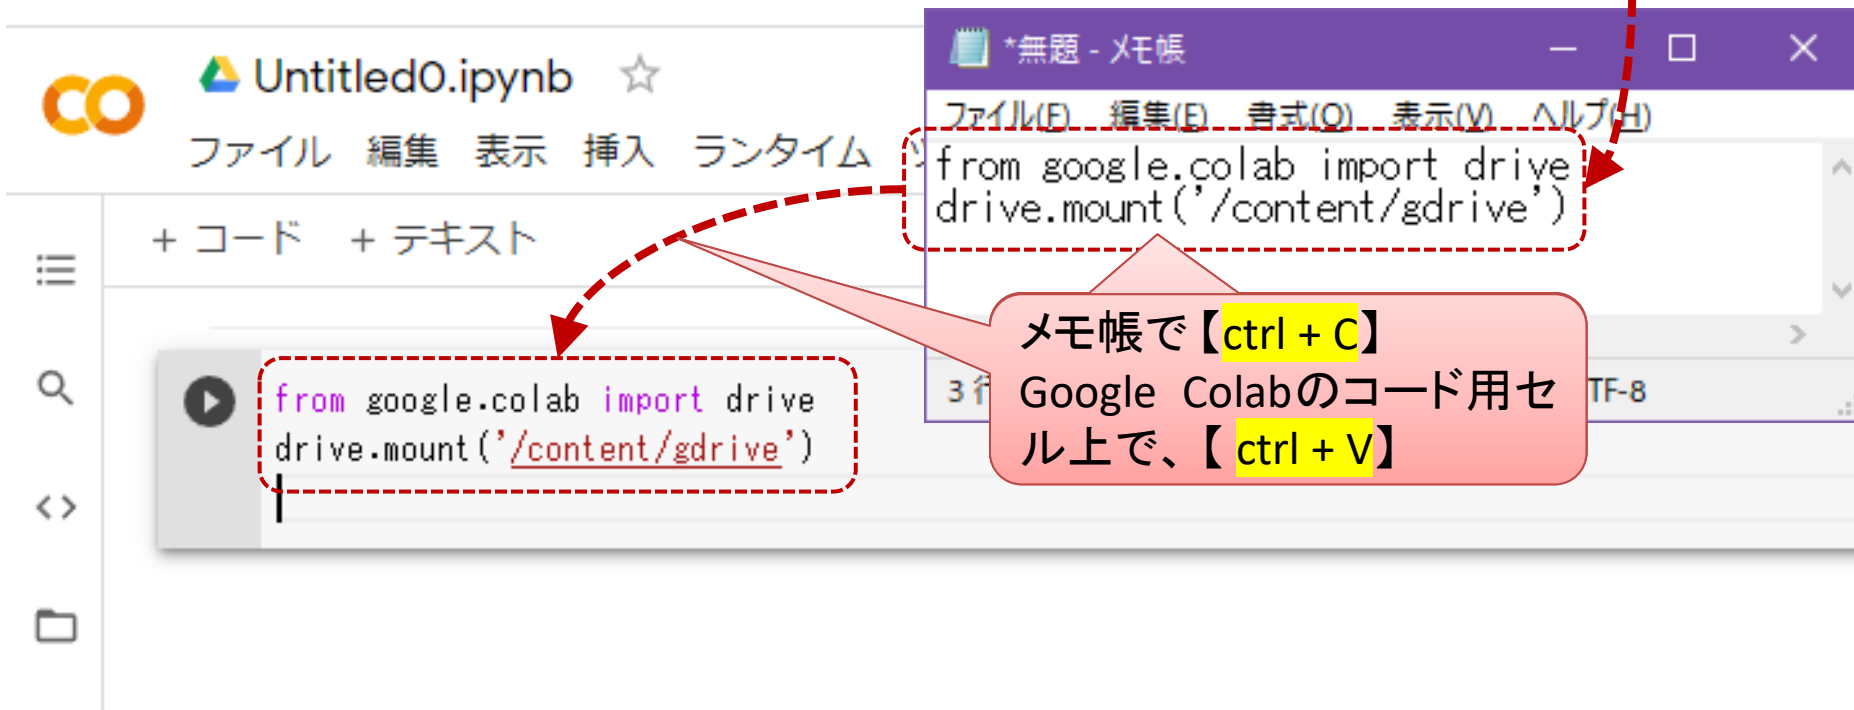 Untitled0.ipynb
ファイル 編集 表示 挿入 ランタイム
+ コード + テキスト
from google.colab import drive
drive.mount('/content/gdrive')
*無題 - メモ帳
ファイル(F) 編集(E) 書式(O) 表示(V) ヘルプ(H)
from google.colab import drive
drive.mount('/content/gdrive')
3 行
TF-8
メモ帳で【ctrl + C】
Google Colabのコード用セ
ル上で、【 ctrl + V】